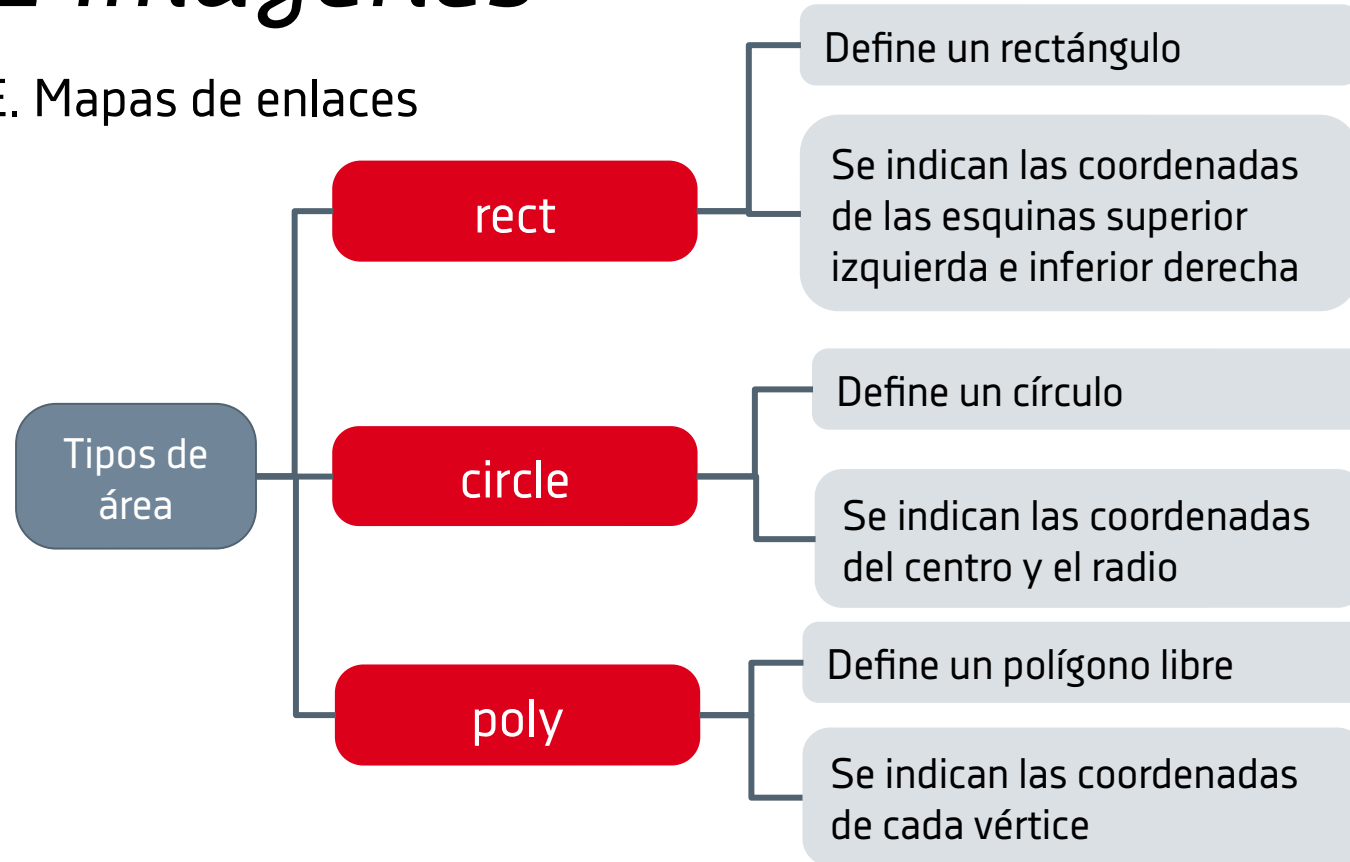 Imágenes
E. Mapas de enlaces
Tipos de
área
rect
Define un rectángulo
Se indican las coordenadas
de las esquinas superior
izquierda e inferior derecha
circle
Define un círculo
Se indican las coordenadas
del centro y el radio
poly
Define un polígono libre
Se indican las coordenadas
de cada vértice